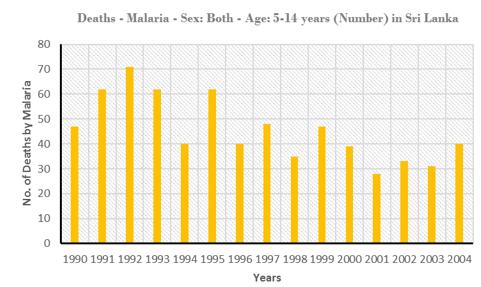 Deaths - Malaria - Sex: Both - Age: 5-14 years (Number) in Sri Lanka
80
70
60
50
40
30
20
10
0
No. of Deaths by Malaria
1990 1991 1992 1993 1994 1995 1996 1997 1998 1999 2000 2001 2002 2003 2004
Years